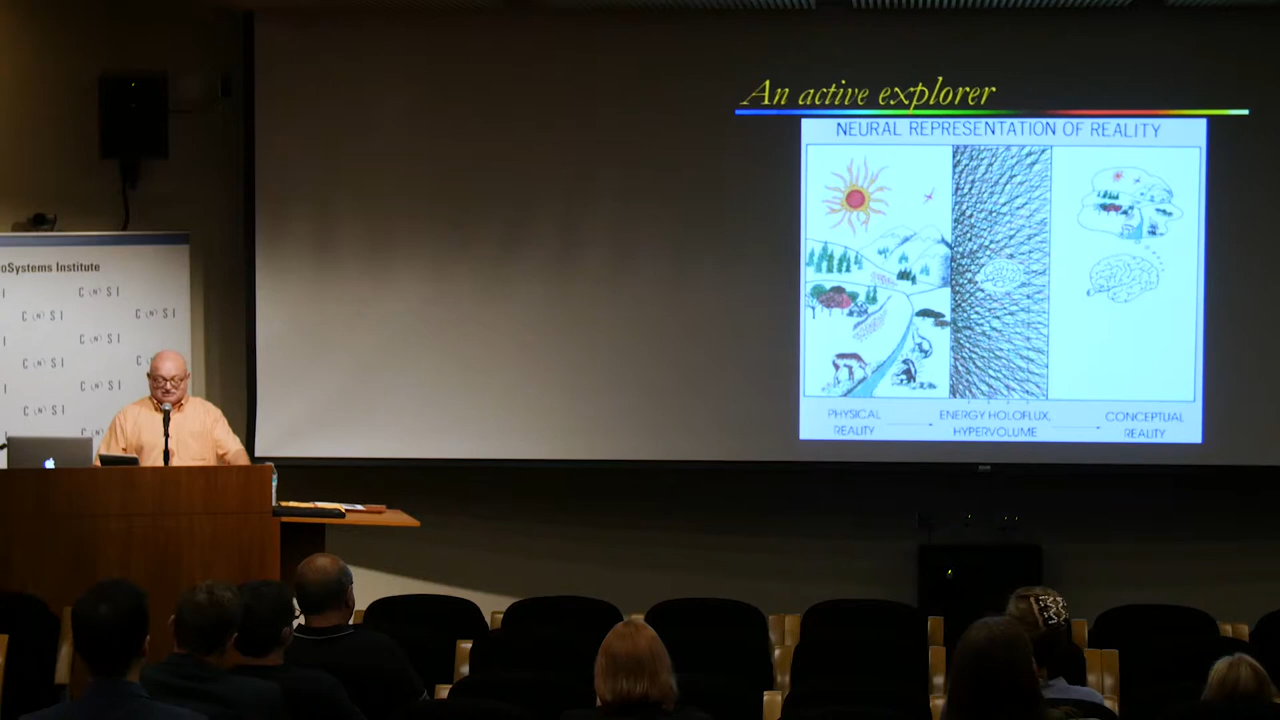 An active explorer
NEURAL REPRESENTATION OF REALITY
PHYSICAL REALITY
ENERGY HOLOFLUX, HYPERVOLUME
CONCEPTUAL REALITY
oSystems Institute
C (N) S I
C (N) S I
C (N) S I
C (N) S I
C (N) S I
C (N) S I
C (N) S I